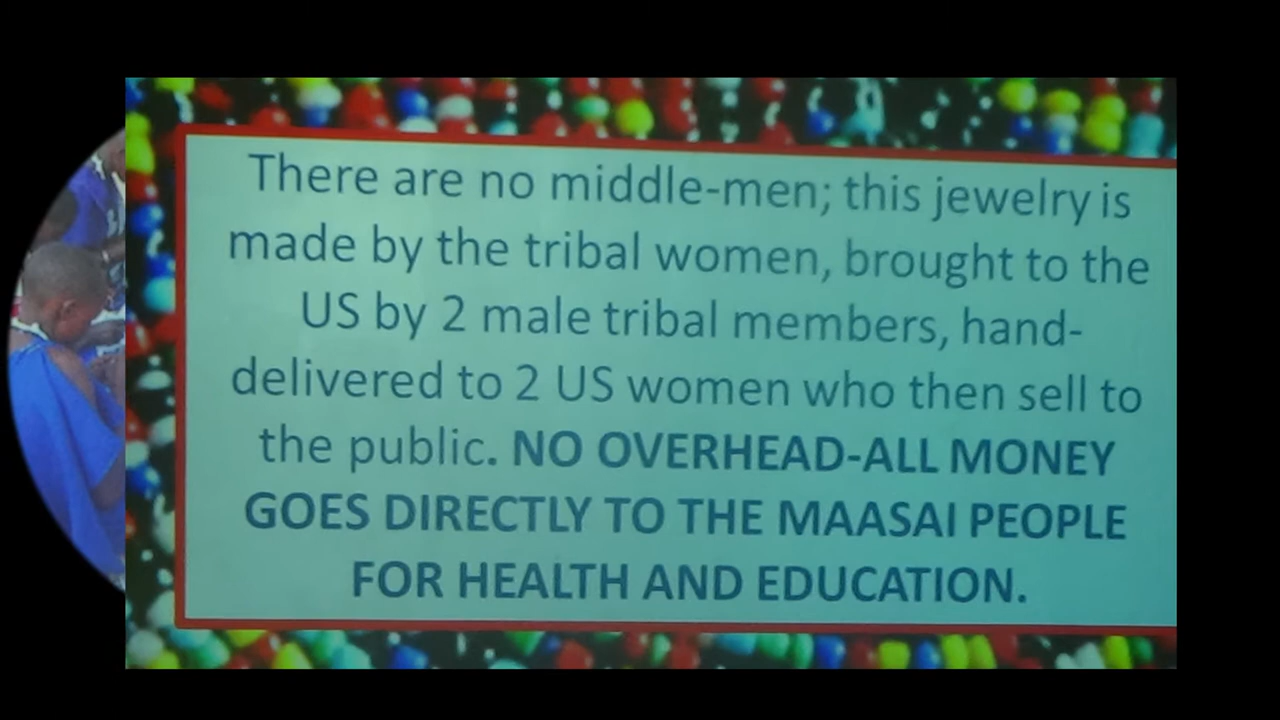 There are no middle-men; this jewelry is
made by the tribal women, brought to the
US by 2 male tribal members, hand-
delivered to 2 US women who then sell to
the public. NO OVERHEAD-ALL MONEY
GOES DIRECTLY TO THE MAASAI PEOPLE
FOR HEALTH AND EDUCATION.